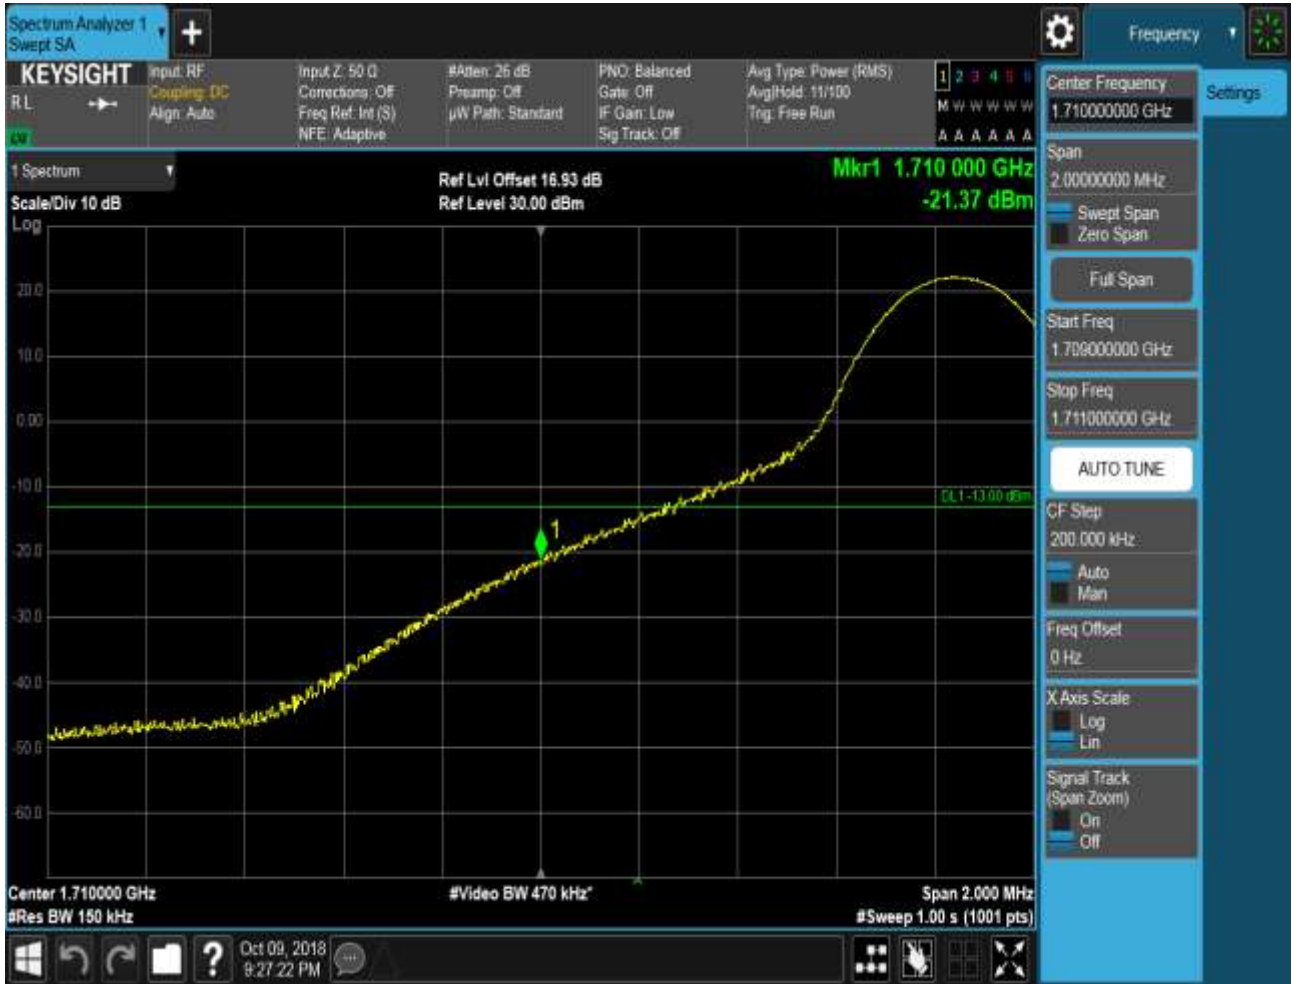 Spectrum Analyzer 1
Swept SA
Frequency
KEYSIGHT
R L
Input: RF
Coupling: DC
Align: Auto
Input Z: 50 Ω
Corrections: Off
Freq Ref: Int (S)
NFE: Adaptive
#Atten: 26 dB
Preamp: Off
µW Path: Standard
PNO: Balanced
Gate: Off
IF Gain: Low
Sig Track: Off
Avg Type: Power (RMS)
Avg|Hold: 11/100
Trig: Free Run
1 2 3 4 5 6
M W W W W W
A A A A A A
1 Spectrum
Scale/Div 10 dB
Log
Ref Lvl Offset 16.93 dB
Ref Level 30.00 dBm
Mkr1 1.710 000 GHz
-21.37 dBm
20.0
10.0
0.00
-10.0
-20.0
-30.0
-40.0
-50.0
-60.0
DL1 -13.00 dBm
1
Center 1.710000 GHz
#Res BW 150 kHz
#Video BW 470 kHz*
Span 2.000 MHz
#Sweep 1.00 s (1001 pts)
Center Frequency
1.710000000 GHz
Settings
Span
2.00000000 MHz
Swept Span
Zero Span
Full Span
Start Freq
1.709000000 GHz
Stop Freq
1.711000000 GHz
AUTO TUNE
CF Step
200.000 kHz
Auto
Man
Freq Offset
0 Hz
X Axis Scale
Log
Lin
Signal Track
(Span Zoom)
On
Off
?
Oct 09, 2018
9:27:22 PM